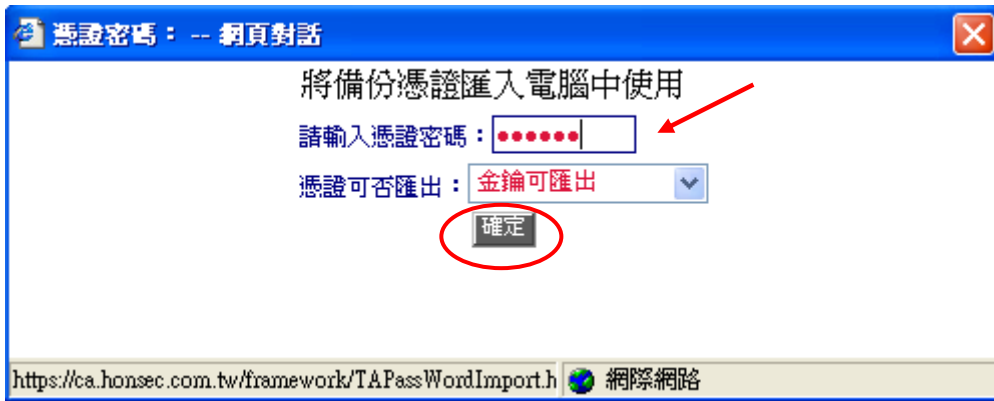 憑證密碼： -- 網頁對話
將備份憑證匯入電腦中使用
請輸入憑證密碼：●●●●●●
憑證可否匯出：金鑰可匯出
確定
https://ca.honsec.com.tw/framework/TAPassWordImport.h 網際網路